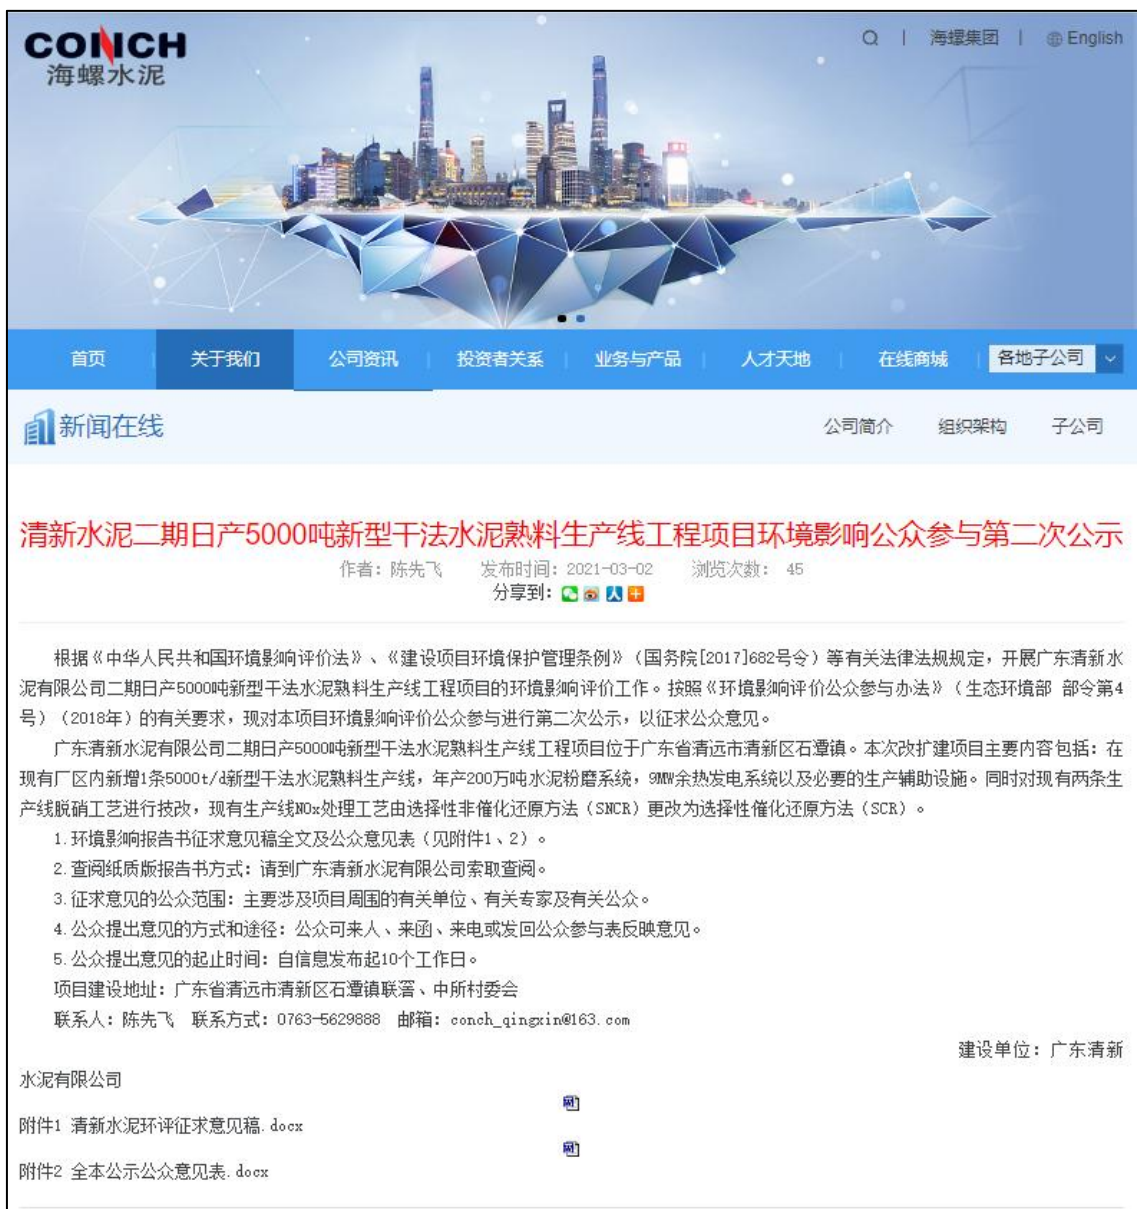 CONCH
海螺水泥
海螺集团 | English
首页 关于我们 公司资讯 投资者关系 业务与产品 人才天地 在线商城 各地子公司
新闻在线
公司简介 组织架构 子公司
清新水泥二期日产5000吨新型干法水泥熟料生产线工程项目环境影响公众参与第二次公示
作者：陈先飞 发布时间：2021-03-02 浏览次数： 45
分享到：
根据《中华人民共和国环境影响评价法》、《建设项目环境保护管理条例》（国务院[2017]682号令）等有关法律法规规定，开展广东清新水
泥有限公司二期日产5000吨新型干法水泥熟料生产线工程项目的环境影响评价工作。按照《环境影响评价公众参与办法》（生态环境部 部令第4
号）（2018年）的有关要求，现对本项目环境影响评价公众参与进行第二次公示，以征求公众意见。
广东清新水泥有限公司二期日产5000吨新型干法水泥熟料生产线工程项目位于广东省清远市清新区石潭镇。本次改扩建项目主要内容包括：在
现有厂区内新增1条5000t/d新型干法水泥熟料生产线，年产200万吨水泥粉磨系统，9MW余热发电系统以及必要的生产辅助设施。同时对现有两条生
产线脱硝工艺进行技改，现有生产线NOx处理工艺由选择性非催化还原方法（SNCR）更改为选择性催化还原方法（SCR）。
1.环境影响报告书征求意见稿全文及公众意见表（见附件1、2）。
2.查阅纸质版报告书方式：请到广东清新水泥有限公司索取查阅。
3.征求意见的公众范围：主要涉及项目周围的有关单位、有关专家及有关公众。
4.公众提出意见的方式和途径：公众可来人、来函、来电或发回公众参与表反映意见。
5.公众提出意见的起止时间：自信息发布起10个工作日。
项目建设地址：广东省清远市清新区石潭镇联滘、中所村委会
联系人：陈先飞 联系方式：0763-5629888 邮箱：conch_qingxin@163.com
建设单位：广东清新
水泥有限公司
附件1 清新水泥环评征求意见稿.docx
附件2 全本公示公众意见表.docx